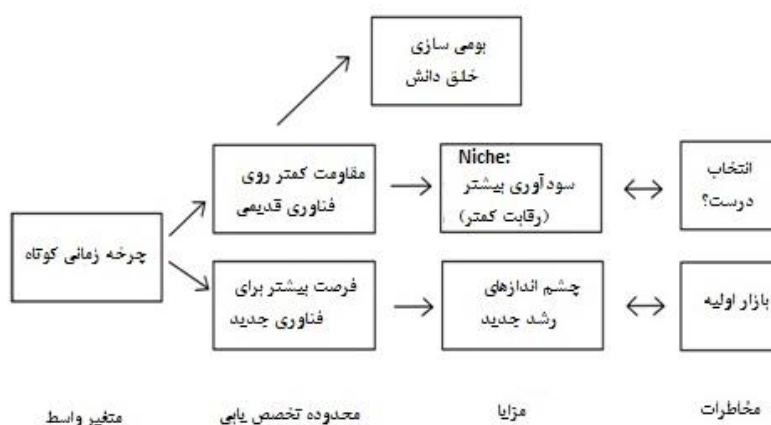 بومی سازی
خلق دانش
مقاومت کمتر روی
فناوری قدیمی
Niche:
سودآوری بیشتر
(رقابت کمتر)
انتخاب
درست؟
چرخه زمانی کوتاه
فرصت بیشتر برای
فناوری جدید
چشم اندازهای
رشد جدید
بازار اولیه
متغیر واسط
محدوده تخصص یابی
مزایا
مخاطرات